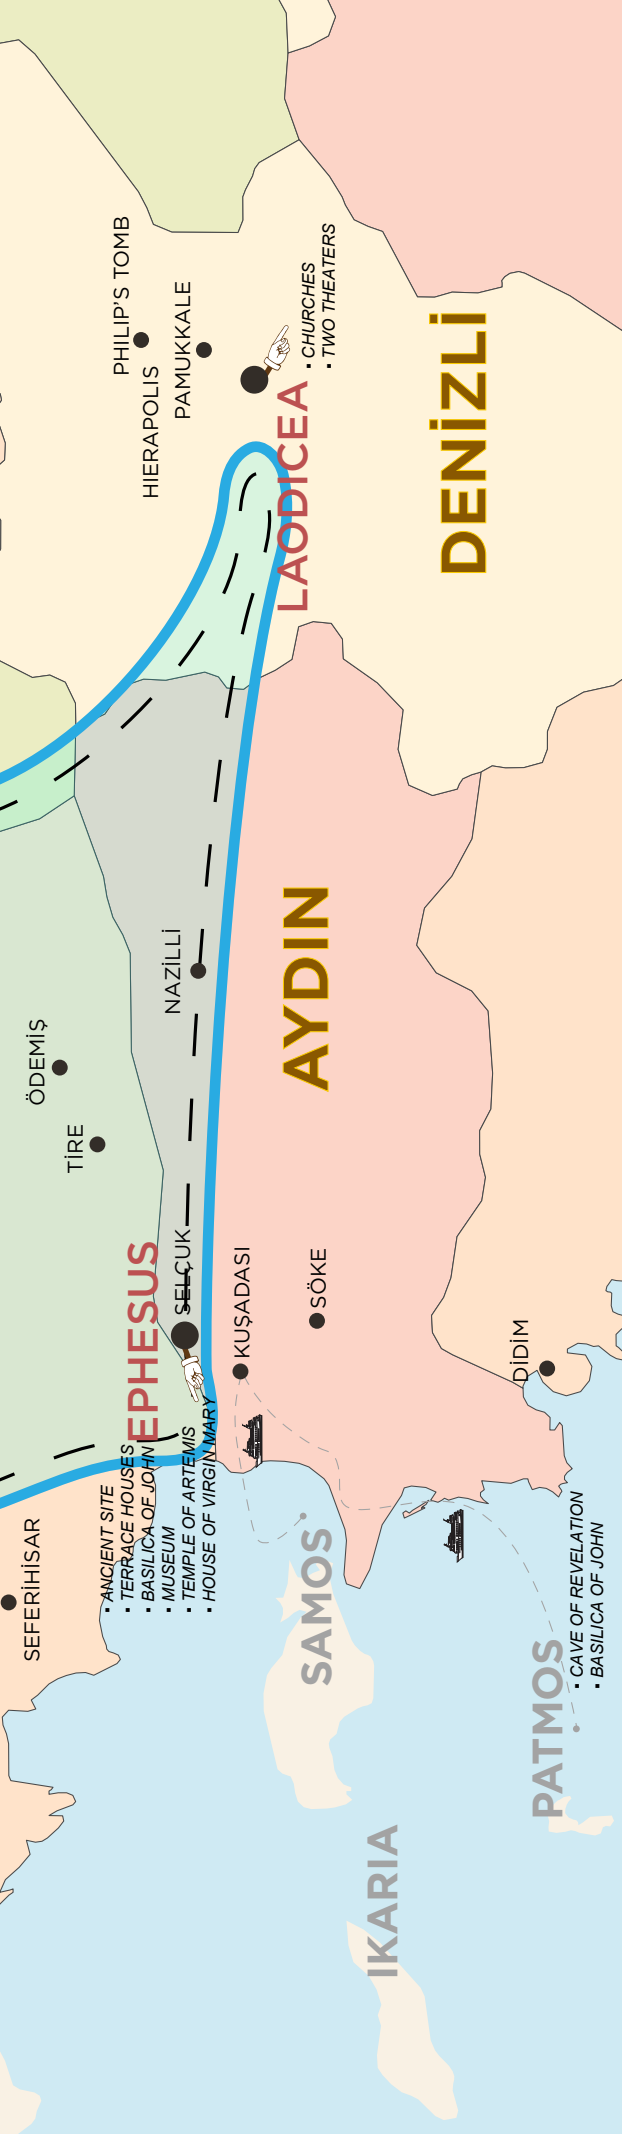 PHILIP'S TOMB
HIERAPOLIS
PAMUKKALE
LAODICEA
· CHURCHES
· TWO THEATERS
DENİZLİ
NAZİLLİ
AYDIN
ÖDEMİŞ
TİRE
EPHESUS
SELÇUK
KUŞADASI
SÖKE
DİDİM
· ANCIENT SITE
· TERRACE HOUSES
· BASILICA OF JOHN
· MUSEUM
· TEMPLE OF ARTEMIS
· HOUSE OF VIRGIN MARY
SEFERİHİSAR
SAMOS
PATMOS
· CAVE OF REVELATION
· BASILICA OF JOHN
IKARIA